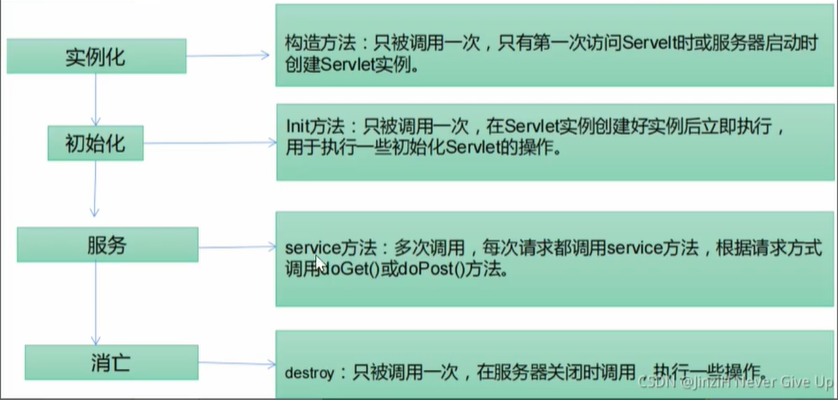 实例化
构造方法：只被调用一次，只有第一次访问Servelt时或服务器启动时
创建Servlet实例。
初始化
Init方法：只被调用一次，在Servlet实例创建好实例后立即执行，
用于执行一些初始化Servlet的操作。
服务
service方法：多次调用，每次请求都调用service方法，根据请求方式
调用doGet()或doPost()方法。
消亡
destroy：只被调用一次，在服务器关闭时调用，执行一些操作。
CSDN @JinziH Never Give Up